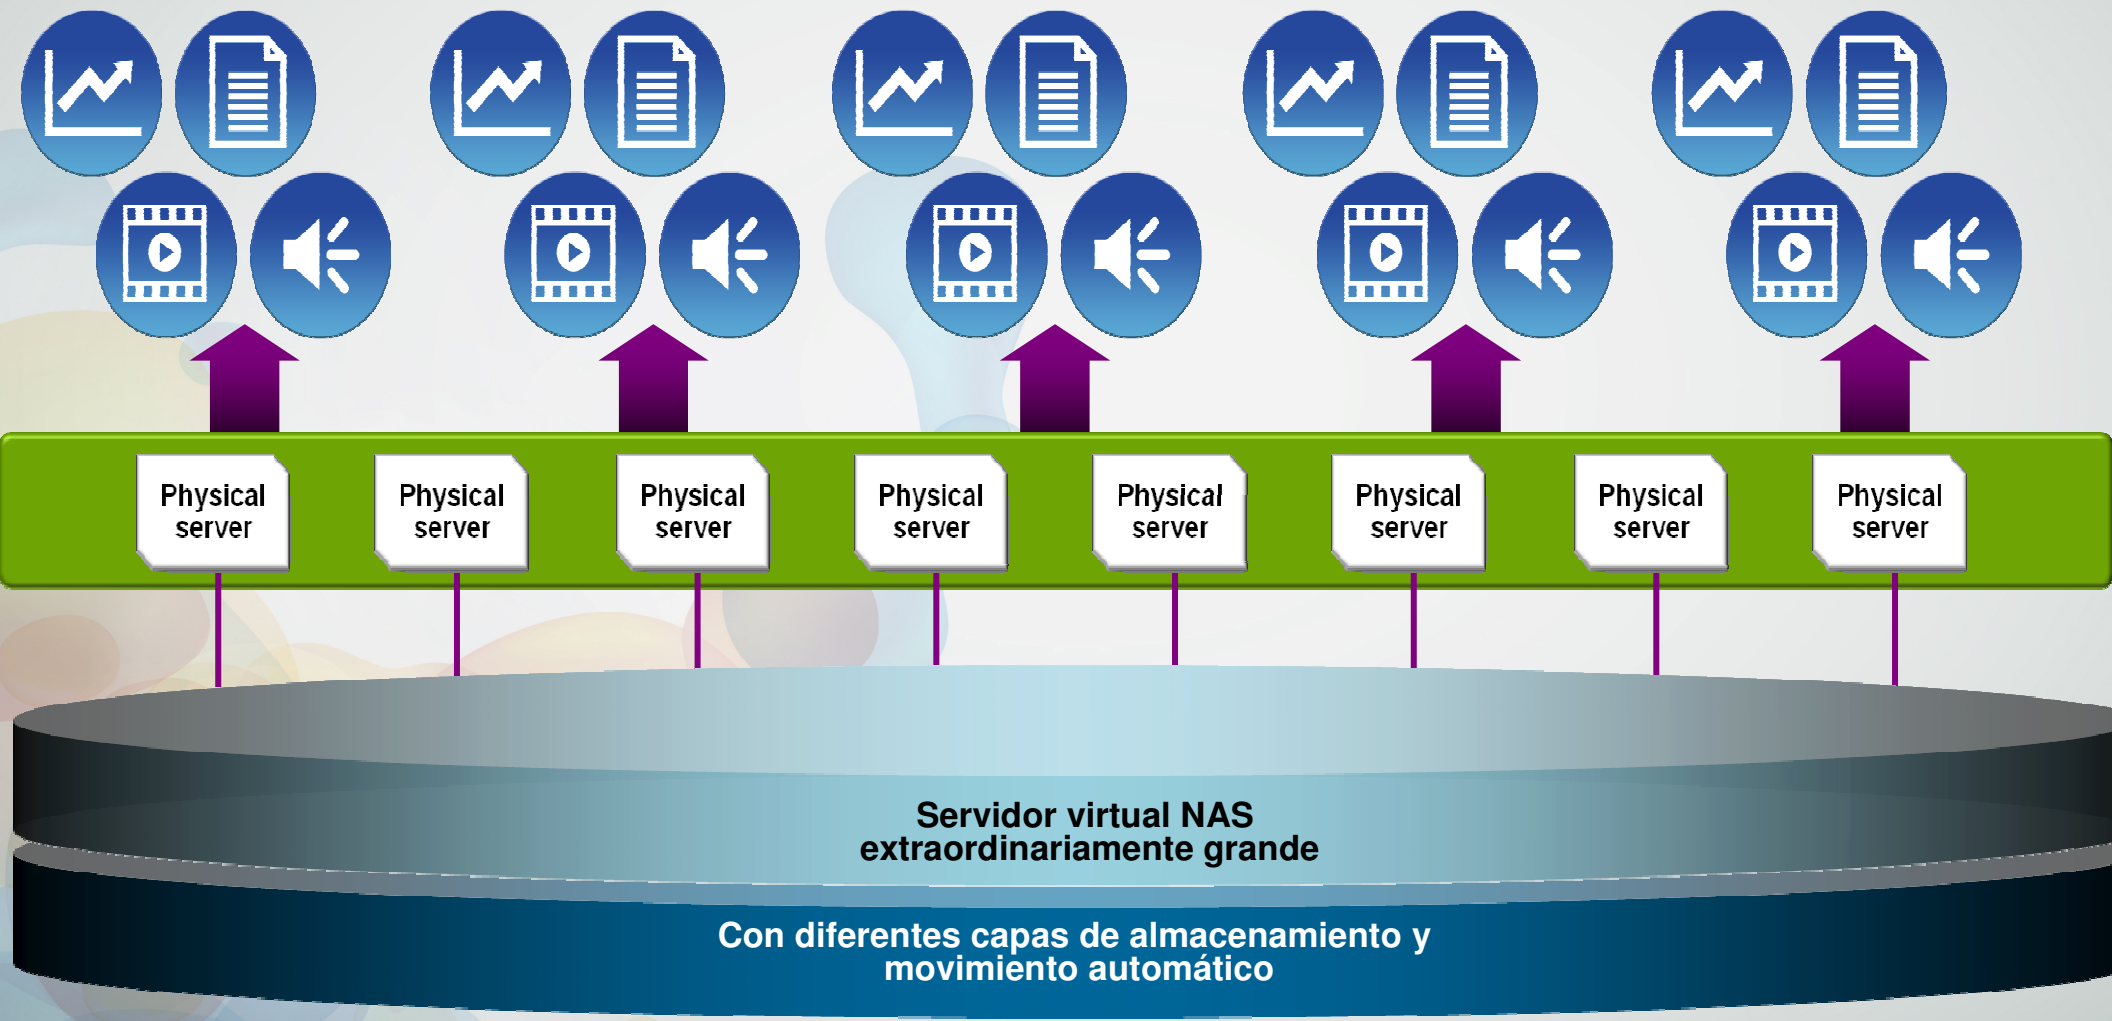 Physical
server
Physical
server
Physical
server
Physical
server
Physical
server
Physical
server
Physical
server
Physical
server
Servidor virtual NAS
extraordinariamente grande
Con diferentes capas de almacenamiento y
movimiento automático